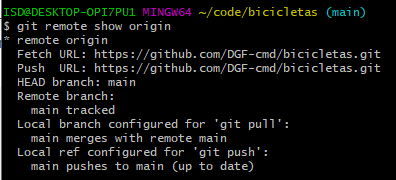 ISD@DESKTOP-OPI7PU1 MINGW64 ~/code/bicicletas (main)
$ git remote show origin
* remote origin
  Fetch URL: https://github.com/DGF-cmd/bicicletas.git
  Push  URL: https://github.com/DGF-cmd/bicicletas.git
  HEAD branch: main
  Remote branch:
    main tracked
  Local branch configured for 'git pull':
    main merges with remote main
  Local ref configured for 'git push':
    main pushes to main (up to date)